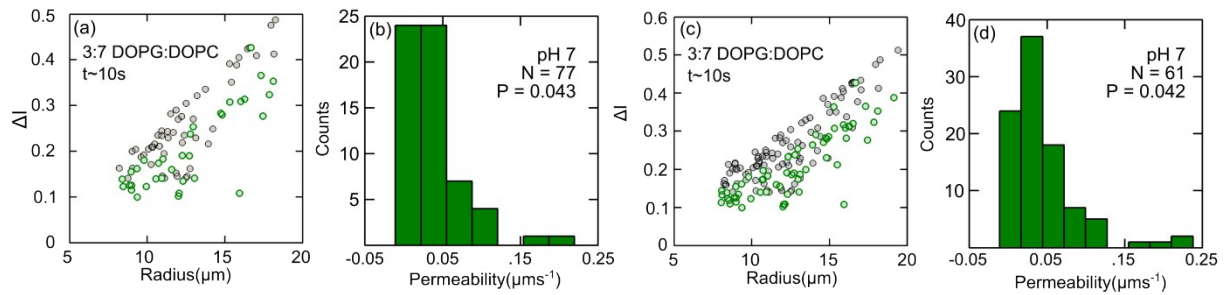 (a)
3:7 DOPG:DOPC
t~10s
ΔI
0.5
0.4
0.3
0.2
0.1
0
5 10 15 20
Radius(µm)
(b)
pH 7
N = 77
P = 0.043
Counts
25
20
15
10
5
-0.05 0.05 .15 0.25
Permeability(µms⁻¹)
(c)
3:7 DOPG:DOPC
t~10s
ΔI
0.6
0.5
0.4
0.3
0.2
0.1
0
5 10 15 20
Radius(µm)
(d)
pH 7
N = 61
P = 0.042
Counts
40
30
20
10
-0.05 0.05 .15 0.25
Permeability(µms⁻¹)